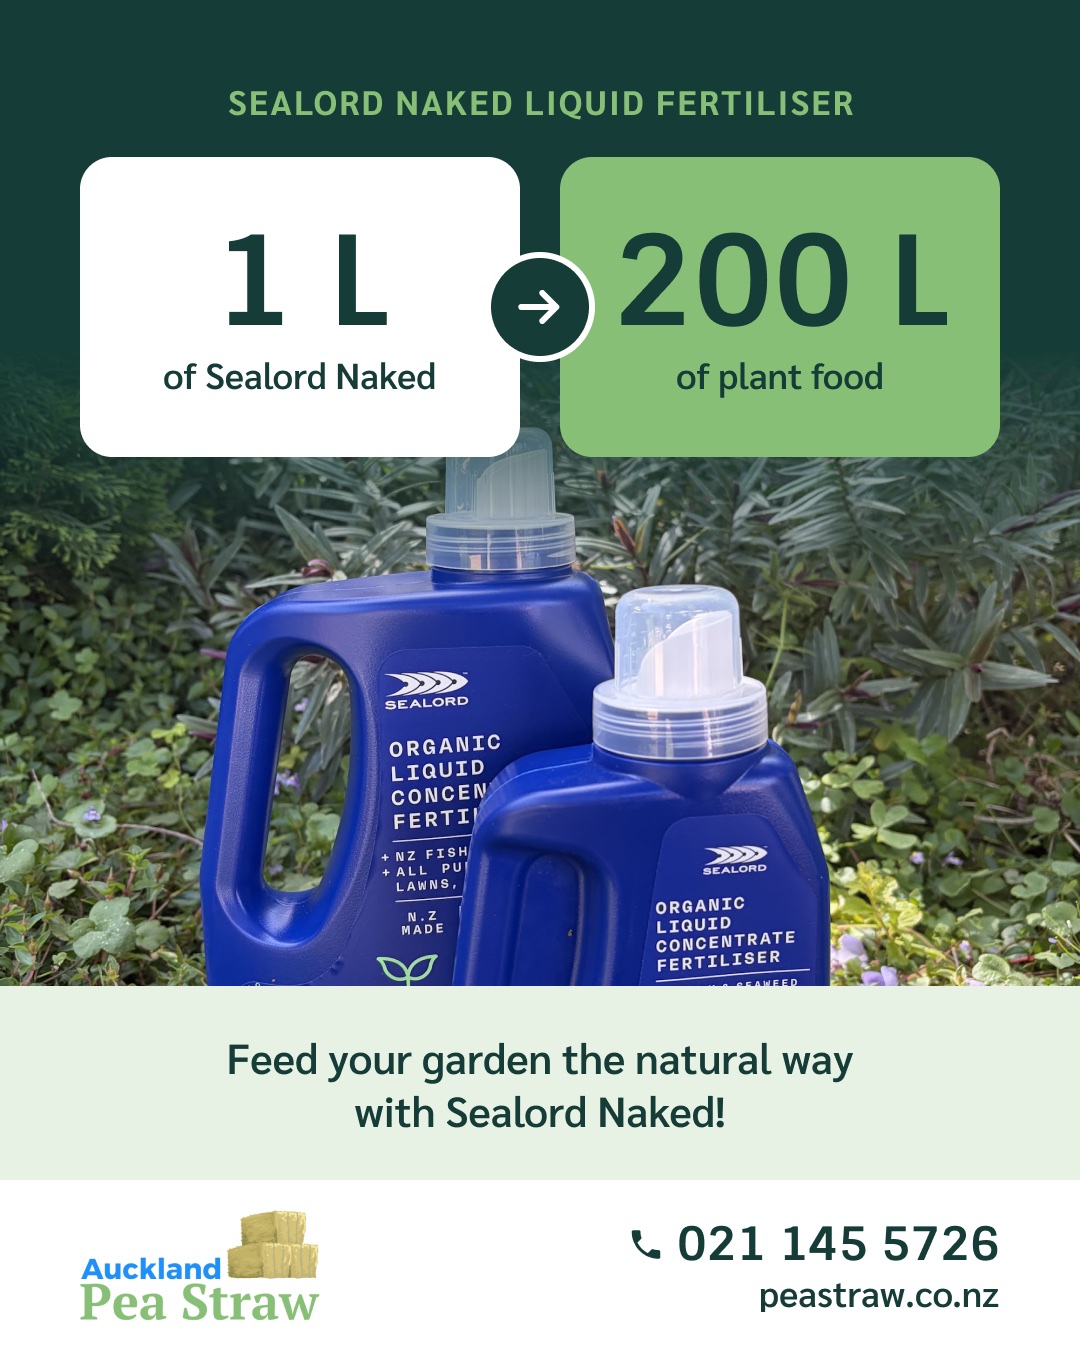 SEALORD NAKED LIQUID FERTILISER
1 L
of Sealord Naked
200 L
of plant food
SEALORD
ORGANIC
LIQUID
CONCEN
FERTI
+ NZ FISH
+ ALL PU
LAWNS,
N.Z
MADE
SEALORD
ORGANIC
LIQUID
CONCENTRATE
FERTILISER
& SEAWEED
Feed your garden the natural way
with Sealord Naked!
Auckland
Pea Straw
021 145 5726
peastraw.co.nz